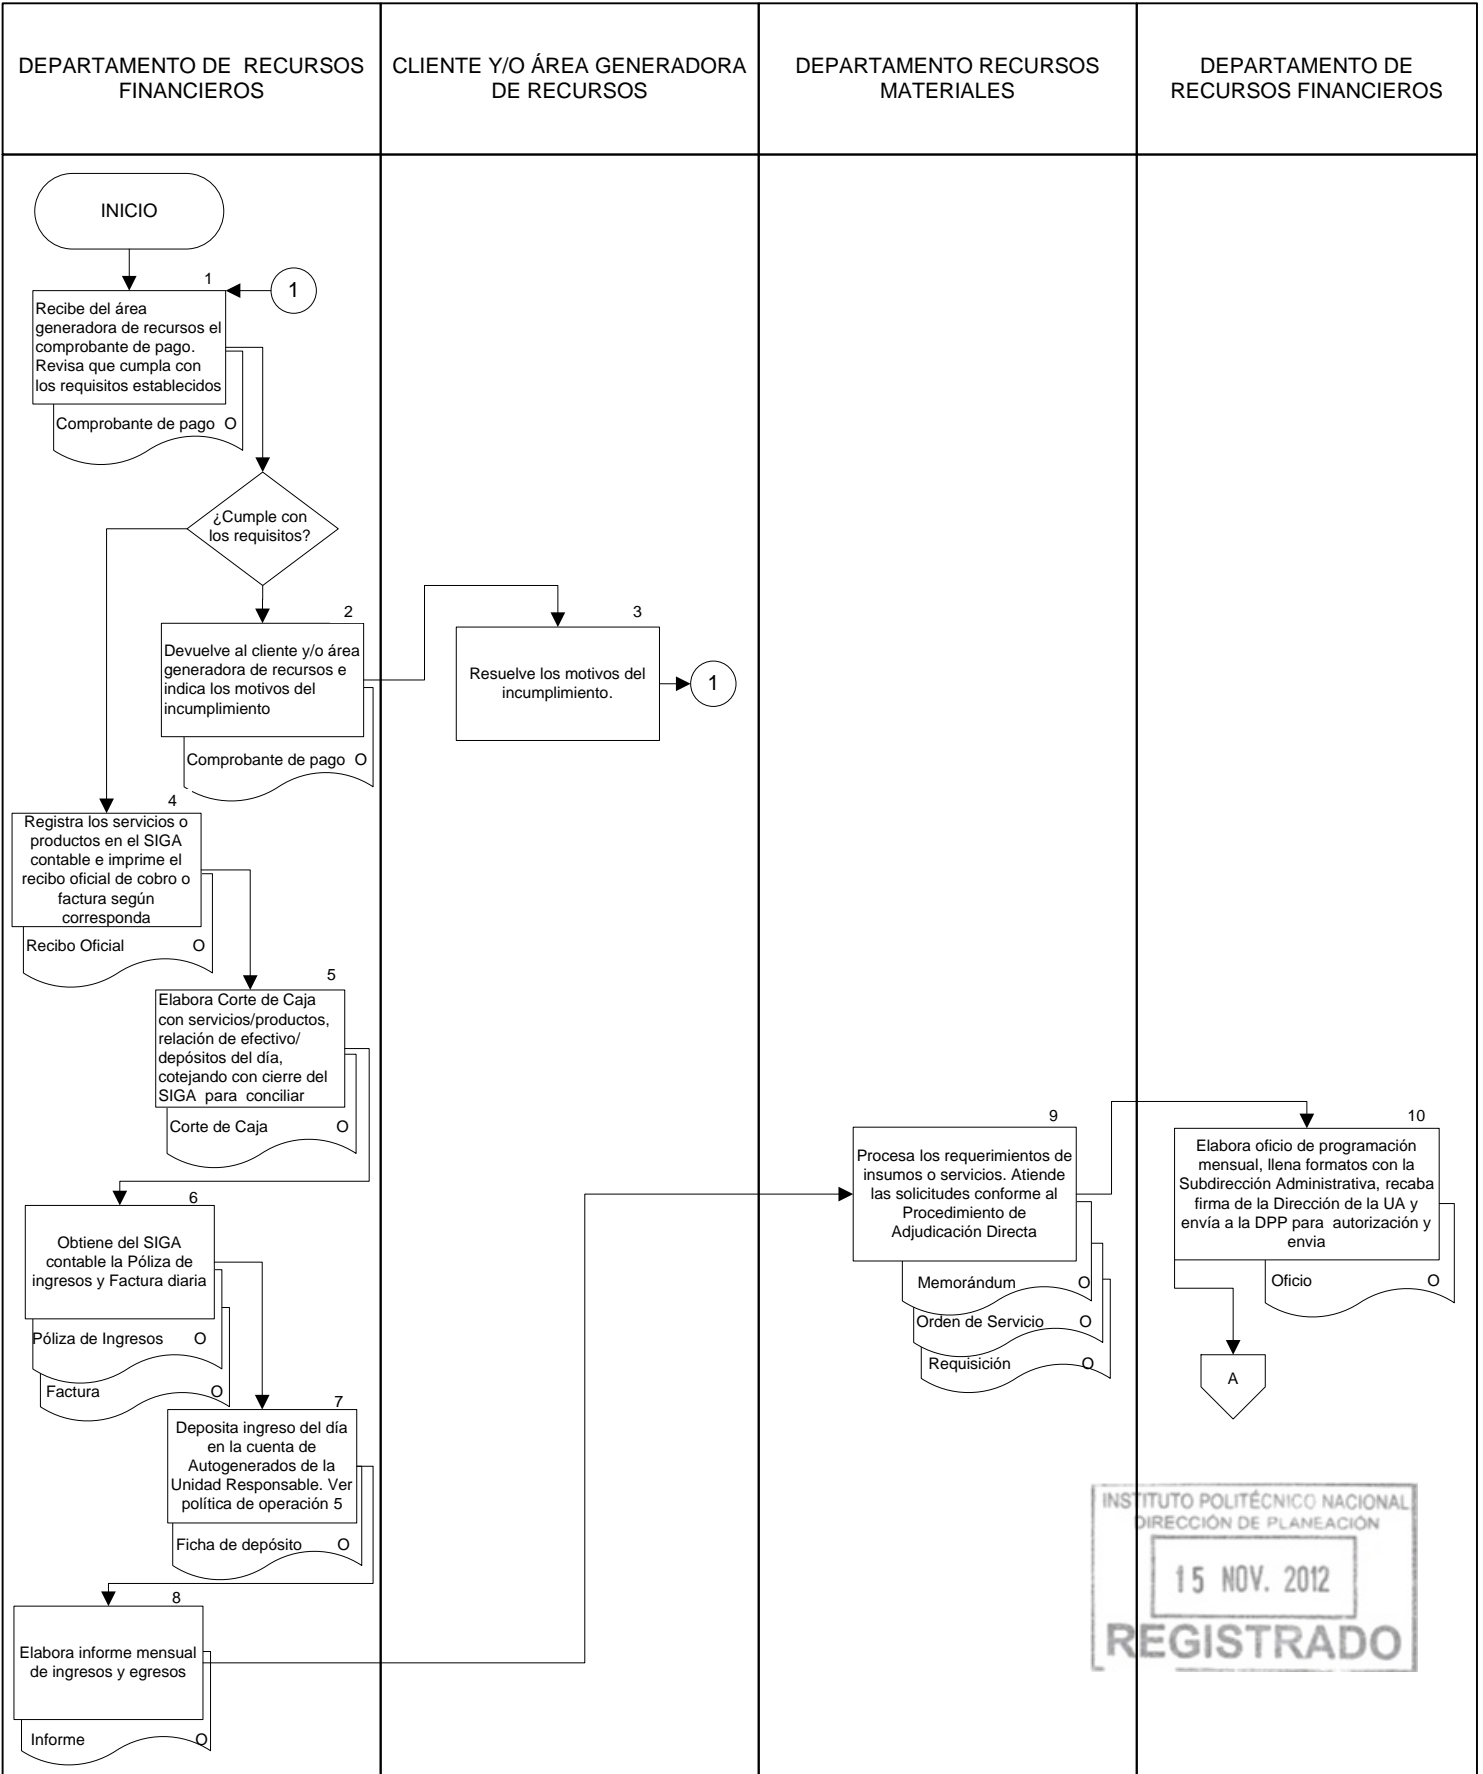 DEPARTAMENTO DE RECURSOS
FINANCIEROS
CLIENTE Y/O ÁREA GENERADORA
DE RECURSOS
DEPARTAMENTO RECURSOS
MATERIALES
DEPARTAMENTO DE
RECURSOS FINANCIEROS
INICIO
1
1
Recibe del área
generadora de recursos el
comprobante de pago.
Revisa que cumpla con
los requisitos establecidos
Comprobante de pago O
¿Cumple con
los requisitos?
2
Devuelve al cliente y/o área
generadora de recursos e
indica los motivos del
incumplimiento
Comprobante de pago O
3
Resuelve los motivos del
incumplimiento.
1
4
Registra los servicios o
productos en el SIGA
contable e imprime el
recibo oficial de cobro o
factura según
corresponda
Recibo Oficial O
5
Elabora Corte de Caja
con servicios/productos,
relación de efectivo/
depósitos del día,
cotejando con cierre del
SIGA para conciliar
Corte de Caja O
6
Obtiene del SIGA
contable la Póliza de
ingresos y Factura diaria
Póliza de Ingresos O
Factura O
7
Deposita ingreso del día
en la cuenta de
Autogenerados de la
Unidad Responsable. Ver
política de operación 5
Ficha de depósito O
8
Elabora informe mensual
de ingresos y egresos
Informe O
9
Procesa los requerimientos de
insumos o servicios. Atiende
las solicitudes conforme al
Procedimiento de
Adjudicación Directa
Memorándum O
Orden de Servicio O
Requisición O
10
Elabora oficio de programación
mensual, llena formatos con la
Subdirección Administrativa, recaba
firma de la Dirección de la UA y
envía a la DPP para autorización y
envia
Oficio O
A
INSTITUTO POLITÉCNICO NACIONAL
DIRECCIÓN DE PLANEACIÓN
15 NOV. 2012
REGISTRADO